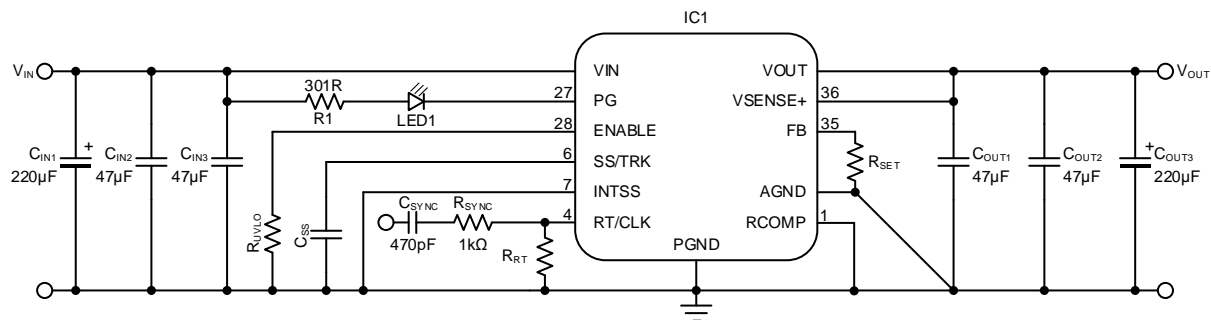 IC1
VIN
VIN
VOUT
VOUT
301R
R1
LED1
27
PG
VSENSE+
36
28
ENABLE
FB
35
6
SS/TRK
RSET
7
INTSS
AGND
CIN1
220µF
+
CIN2
47µF
CIN3
47µF
COUT1
47µF
COUT2
47µF
+
COUT3
220µF
RUVLO
CSS
CSYNC
470pF
RSYNC
1kΩ
4
RT/CLK
RCOMP
1
RRT
PGND